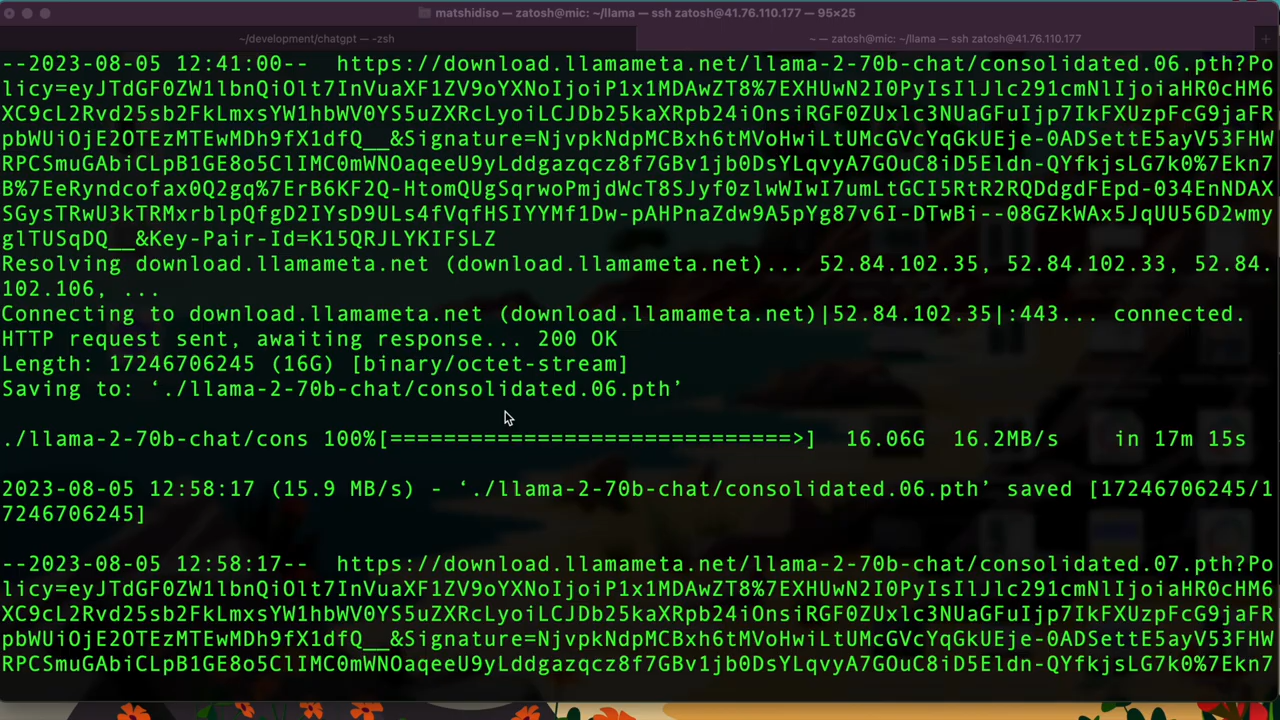 matshidiso — zatosh@mic: ~/llama — ssh zatosh@41.76.110.177 — 95×25
~/development/chatgpt — -zsh
~ — zatosh@mic: ~/llama — ssh zatosh@41.76.110.177
--2023-08-05 12:41:00--  https://download.llamameta.net/llama-2-70b-chat/consolidated.06.pth?Po
licy=eyJTdGF0ZW1lbnQiOlt7InVuaXF1ZV9oYXNoIjoiP1x1MDAwZT8%7EXHUwN2I0PyIsIlJlc291cmNlIjoiaHR0cHM6
XC9cL2Rvd25sb2FkLmxsYW1hbWV0YS5uZXRcLyoiLCJDb25kaXRpb24iOnsiRGF0ZUxlc3NUaGFuIjp7IkFXUzpFcG9jaFR
pbWUiOjE2OTEzMTEwMDh9fX1dfQ__&Signature=NjvpkNdpMCBxh6tMVoHwiLtUMcGVcYqGkUEje-0ADSettE5ayV53FHW
RPCSmuGAbiCLpB1GE8o5ClIMC0mWNOaqeeU9yLddgazqcz8f7GBv1jb0DsYLqvyA7GOuC8iD5Eldn-QYfkjsLG7k0%7Ekn7
B%7EeRyndcofax0Q2gq%7ErB6KF2Q-HtomQUgSqrwoPmjdWcT8SJyf0zlwWIwI7umLtGCI5RtR2RQDdgdFEpd-034EnNDAX
SGysTRwU3kTRMxrblpQfgD2IYsD9ULs4fVqfHSIYYMf1Dw-pAHPnaZdw9A5pYg87v6I-DTwBi--08GZkWAx5JqUU56D2wmy
glTUSqDQ__&Key-Pair-Id=K15QRJLYKIFSLZ
Resolving download.llamameta.net (download.llamameta.net)... 52.84.102.35, 52.84.102.33, 52.84.
102.106, ...
Connecting to download.llamameta.net (download.llamameta.net)|52.84.102.35|:443... connected.
HTTP request sent, awaiting response... 200 OK
Length: 17246706245 (16G) [binary/octet-stream]
Saving to: ‘./llama-2-70b-chat/consolidated.06.pth’
./llama-2-70b-chat/cons 100%[==============================>]  16.06G  16.2MB/s    in 17m 15s
2023-08-05 12:58:17 (15.9 MB/s) - ‘./llama-2-70b-chat/consolidated.06.pth’ saved [17246706245/1
7246706245]
--2023-08-05 12:58:17--  https://download.llamameta.net/llama-2-70b-chat/consolidated.07.pth?Po
licy=eyJTdGF0ZW1lbnQiOlt7InVuaXF1ZV9oYXNoIjoiP1x1MDAwZT8%7EXHUwN2I0PyIsIlJlc291cmNlIjoiaHR0cHM6
XC9cL2Rvd25sb2FkLmxsYW1hbWV0YS5uZXRcLyoiLCJDb25kaXRpb24iOnsiRGF0ZUxlc3NUaGFuIjp7IkFXUzpFcG9jaFR
pbWUiOjE2OTEzMTEwMDh9fX1dfQ__&Signature=NjvpkNdpMCBxh6tMVoHwiLtUMcGVcYqGkUEje-0ADSettE5ayV53FHW
RPCSmuGAbiCLpB1GE8o5ClIMC0mWNOaqeeU9yLddgazqcz8f7GBv1jb0DsYLqvyA7GOuC8iD5Eldn-QYfkjsLG7k0%7Ekn7